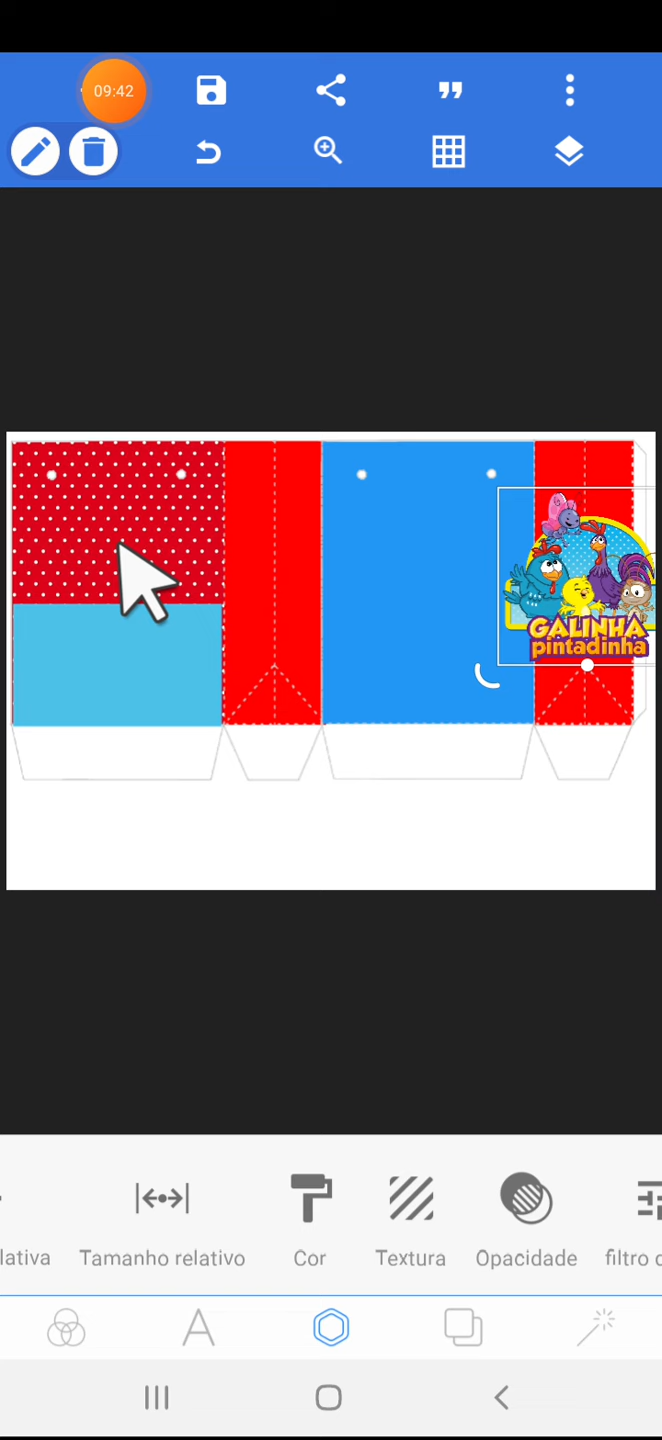 09:42
GALINHA
pintadinha
lativa
Tamanho relativo
Cor
Textura
Opacidade
filtro d